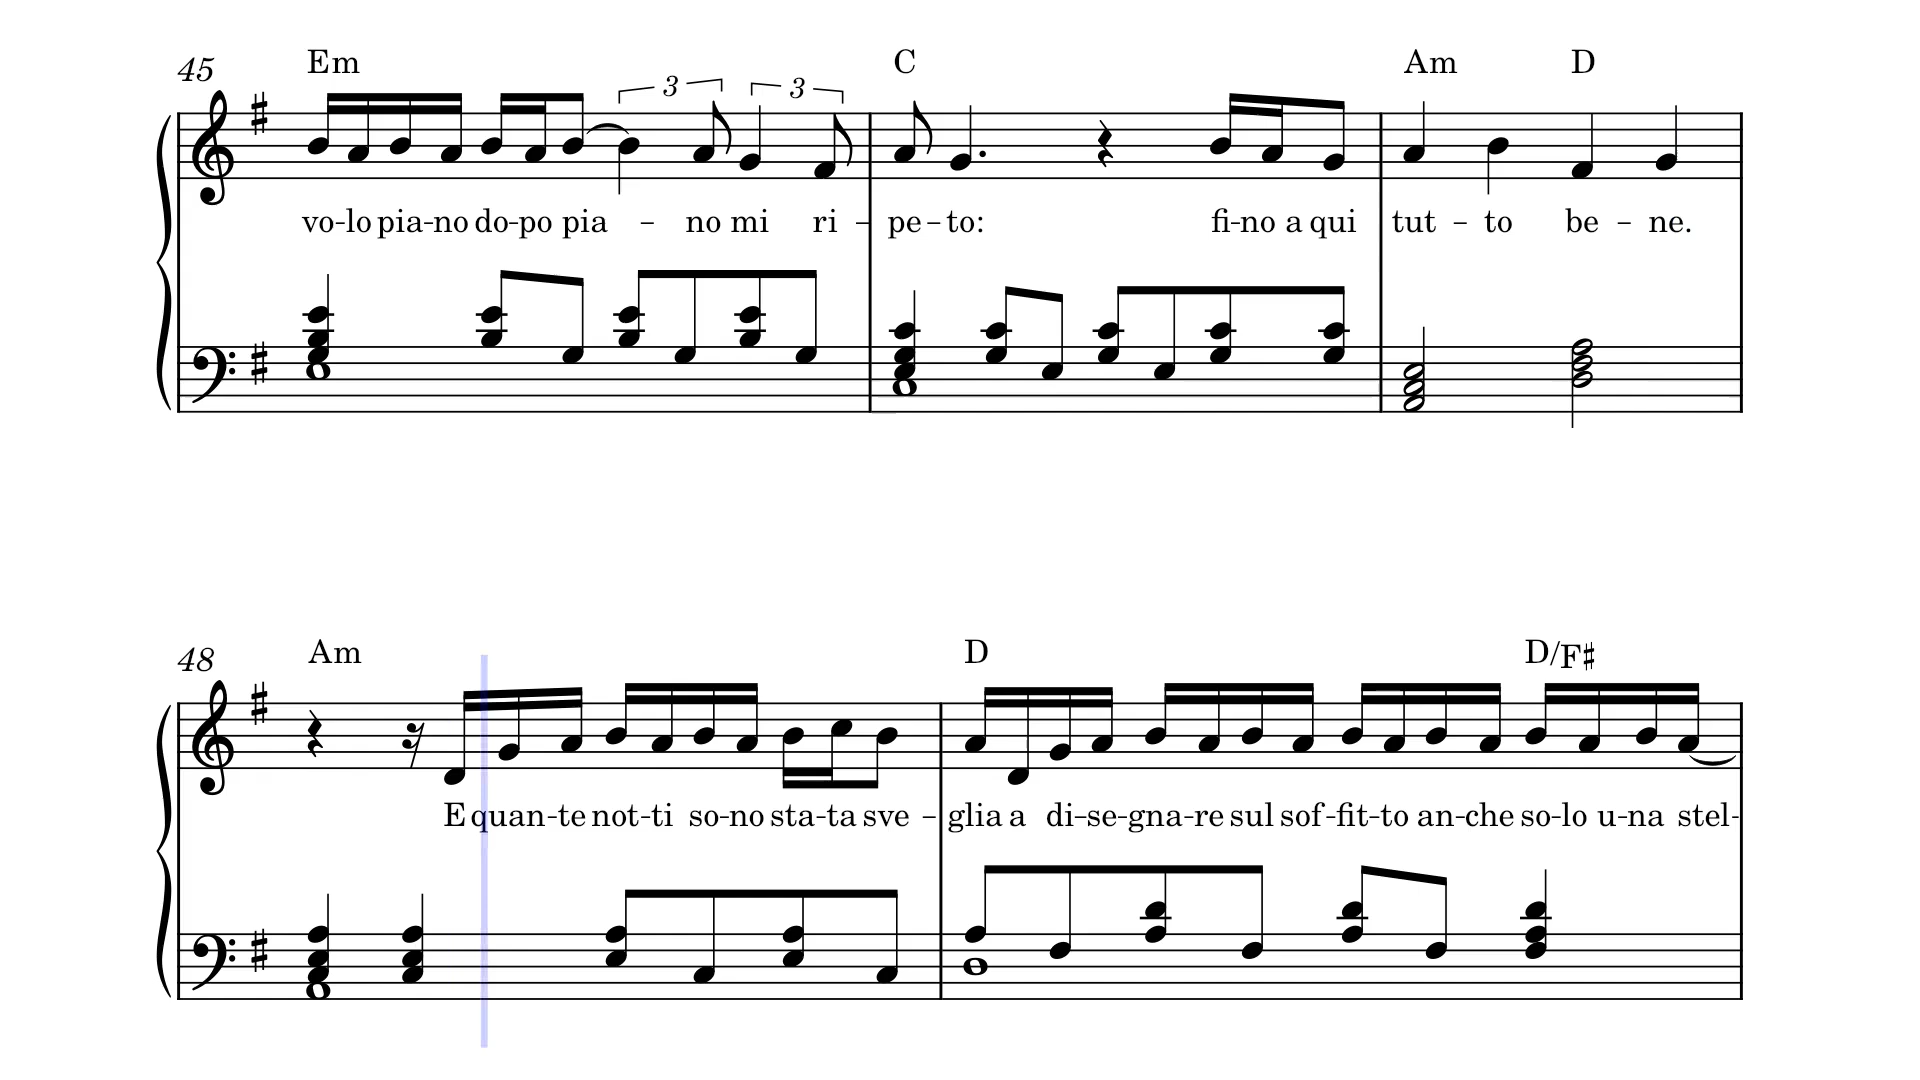 45 Em C Am D
3 3
vo-lo pia-no do-po pia - no mi ri - pe-to: fi-no a qui tut - to be - ne.
48 Am D D/F♯
E quan-te not-ti so-no sta-ta sve - glia a di-se-gna-re sul sof-fit-to an-che so-lo u-na stel-